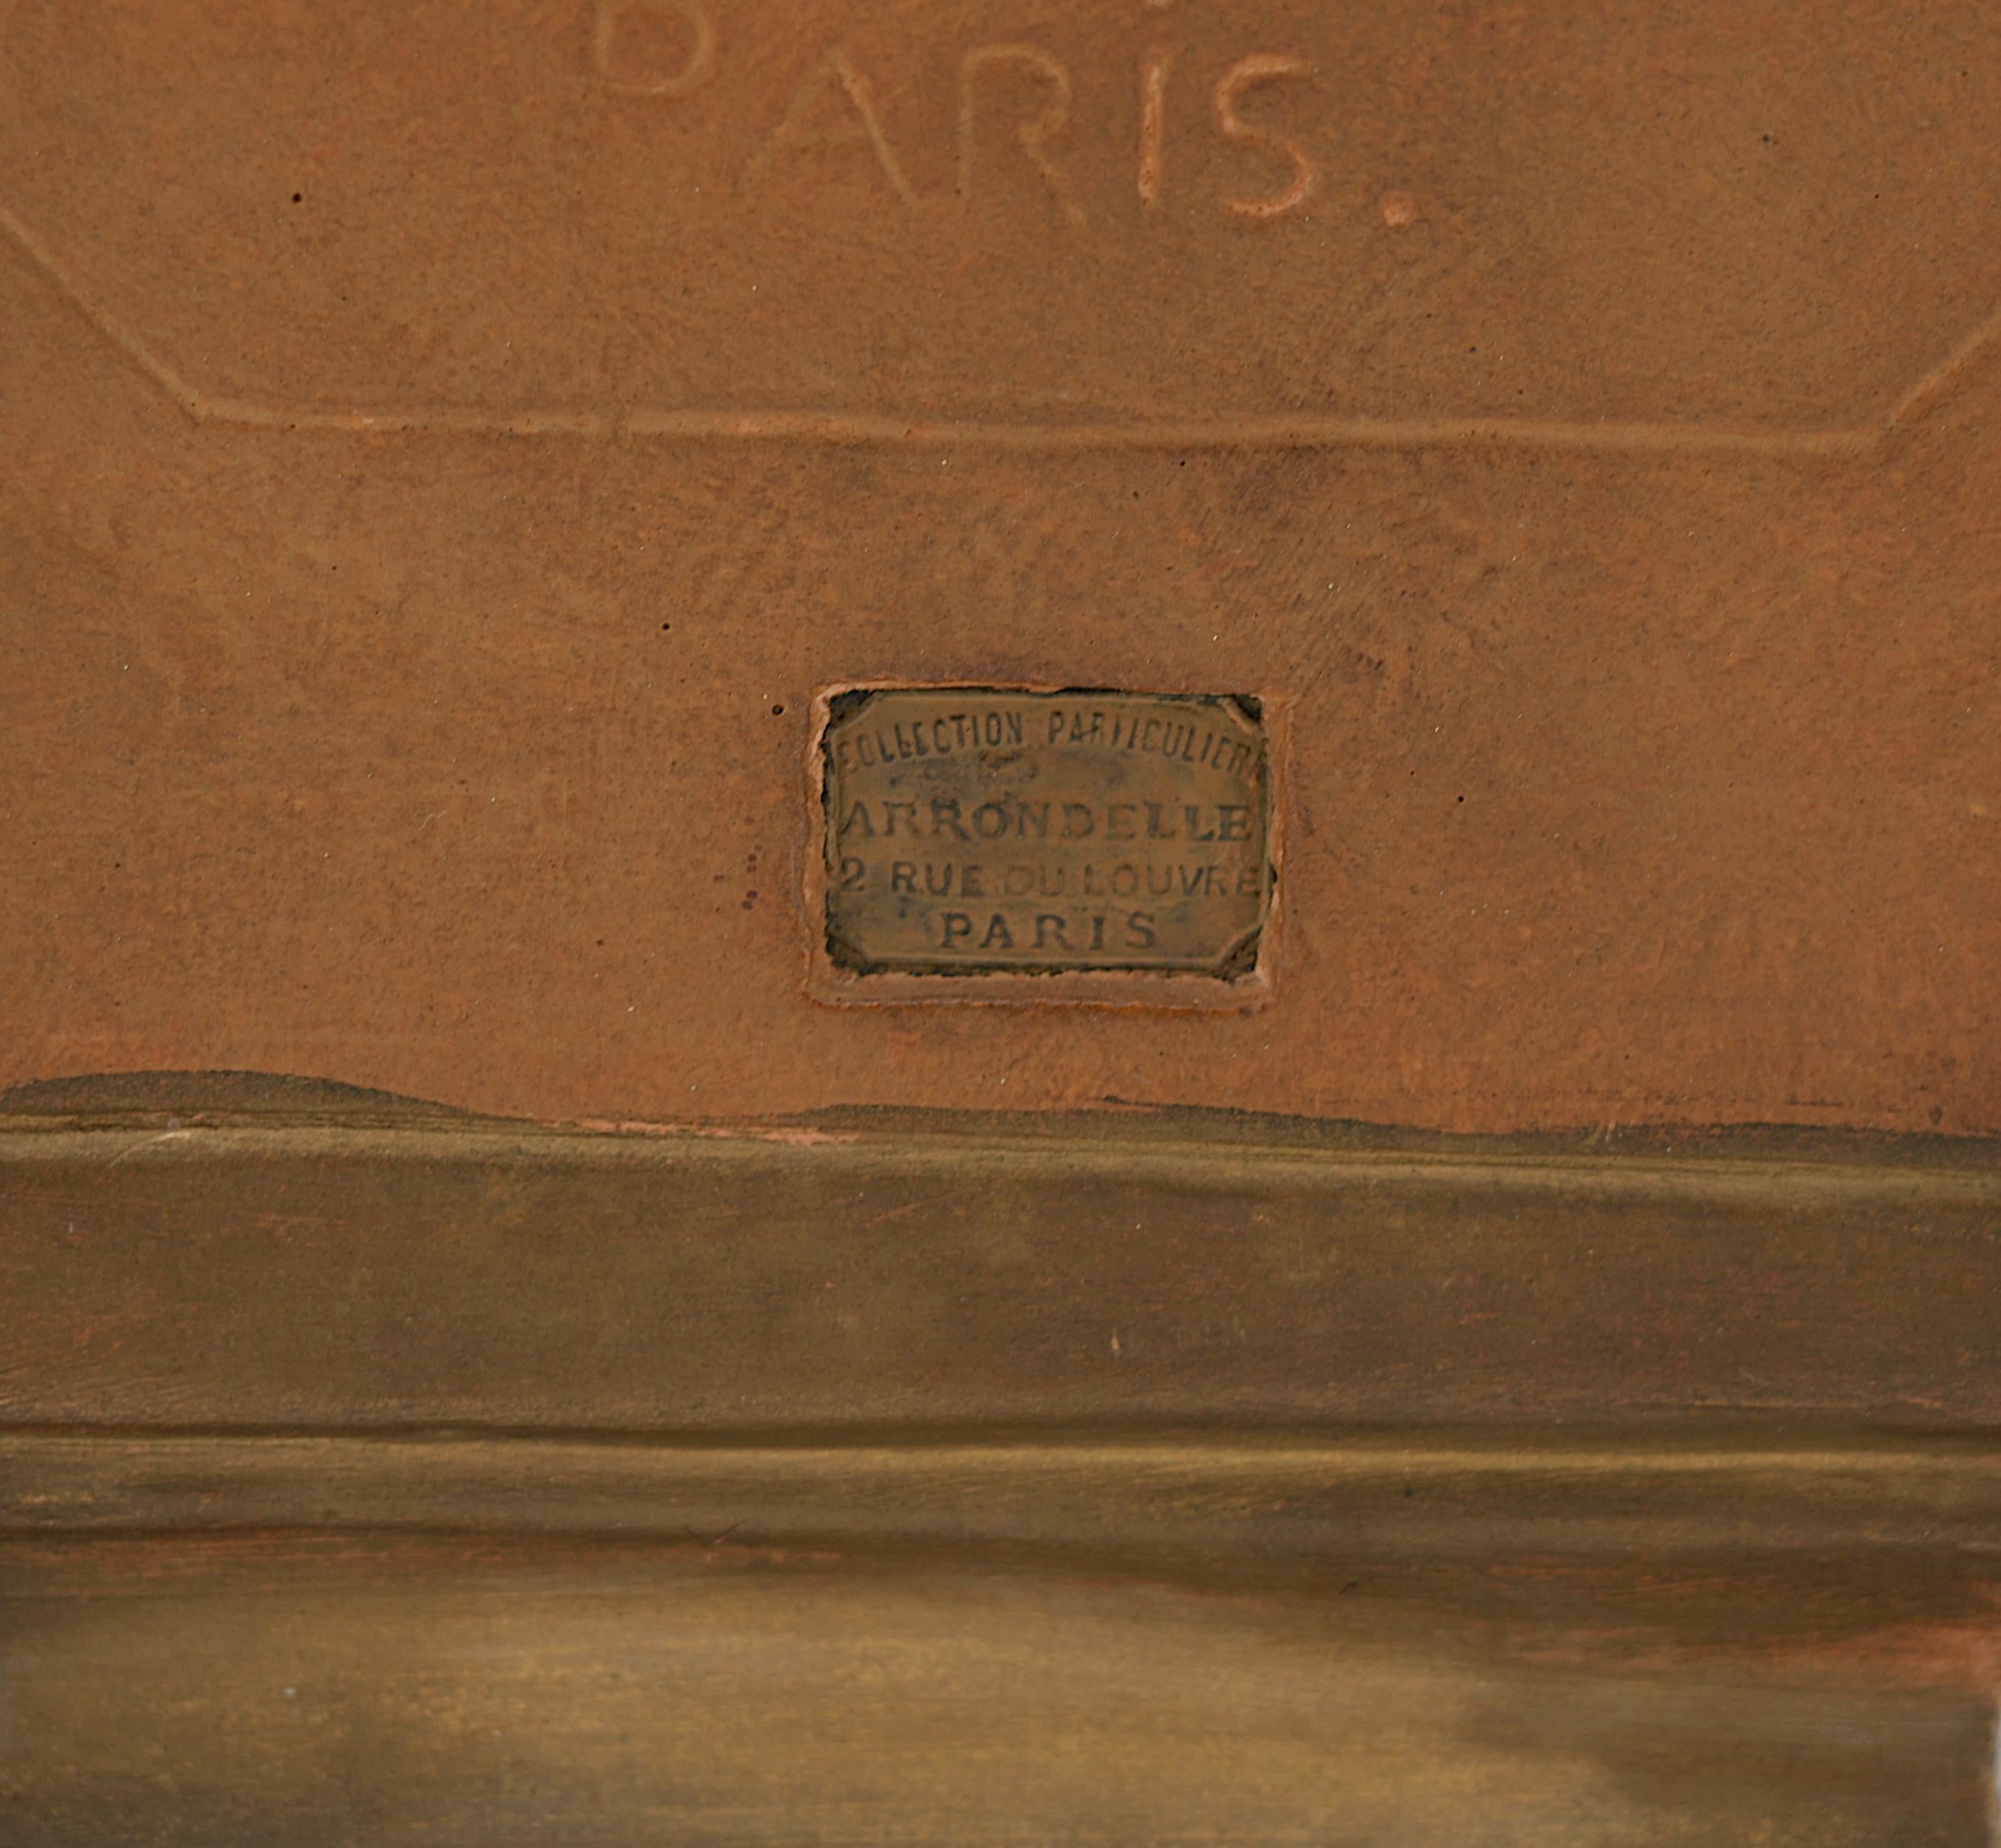 PARIS.
COLLECTION PARTICULIERE
ARRONDELLE
2 RUE DU LOUVRE
PARIS